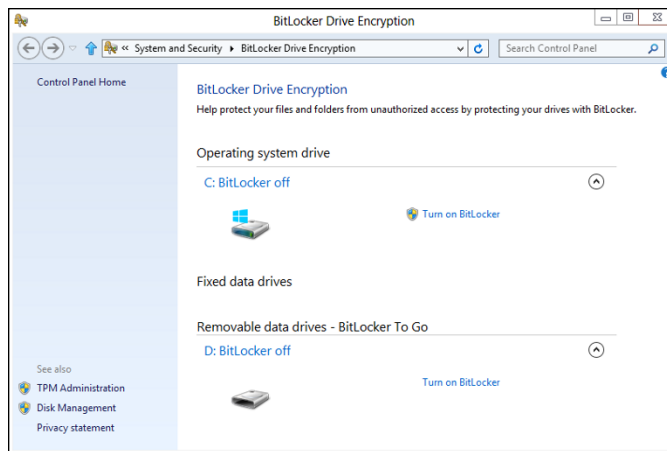 BitLocker Drive Encryption
« System and Security ▸ BitLocker Drive Encryption
Search Control Panel
Control Panel Home
BitLocker Drive Encryption
Help protect your files and folders from unauthorized access by protecting your drives with BitLocker.
Operating system drive
C: BitLocker off
Turn on BitLocker
Fixed data drives
Removable data drives - BitLocker To Go
D: BitLocker off
Turn on BitLocker
See also
TPM Administration
Disk Management
Privacy statement